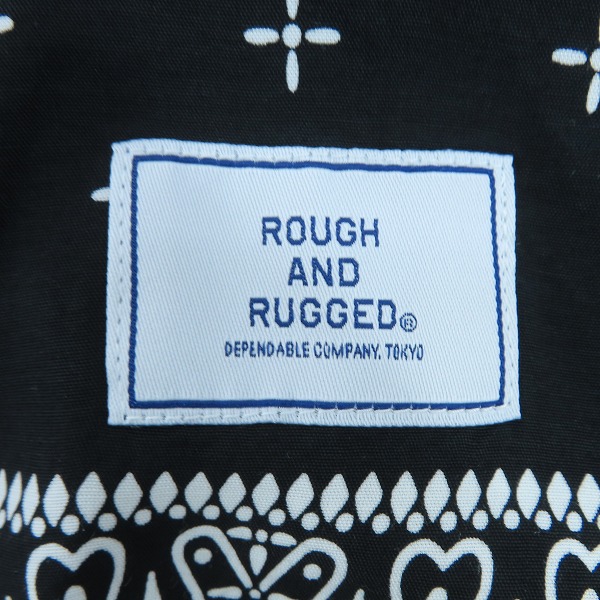 ROUGH
AND
RUGGED®
DEPENDABLE COMPANY, TOKYO